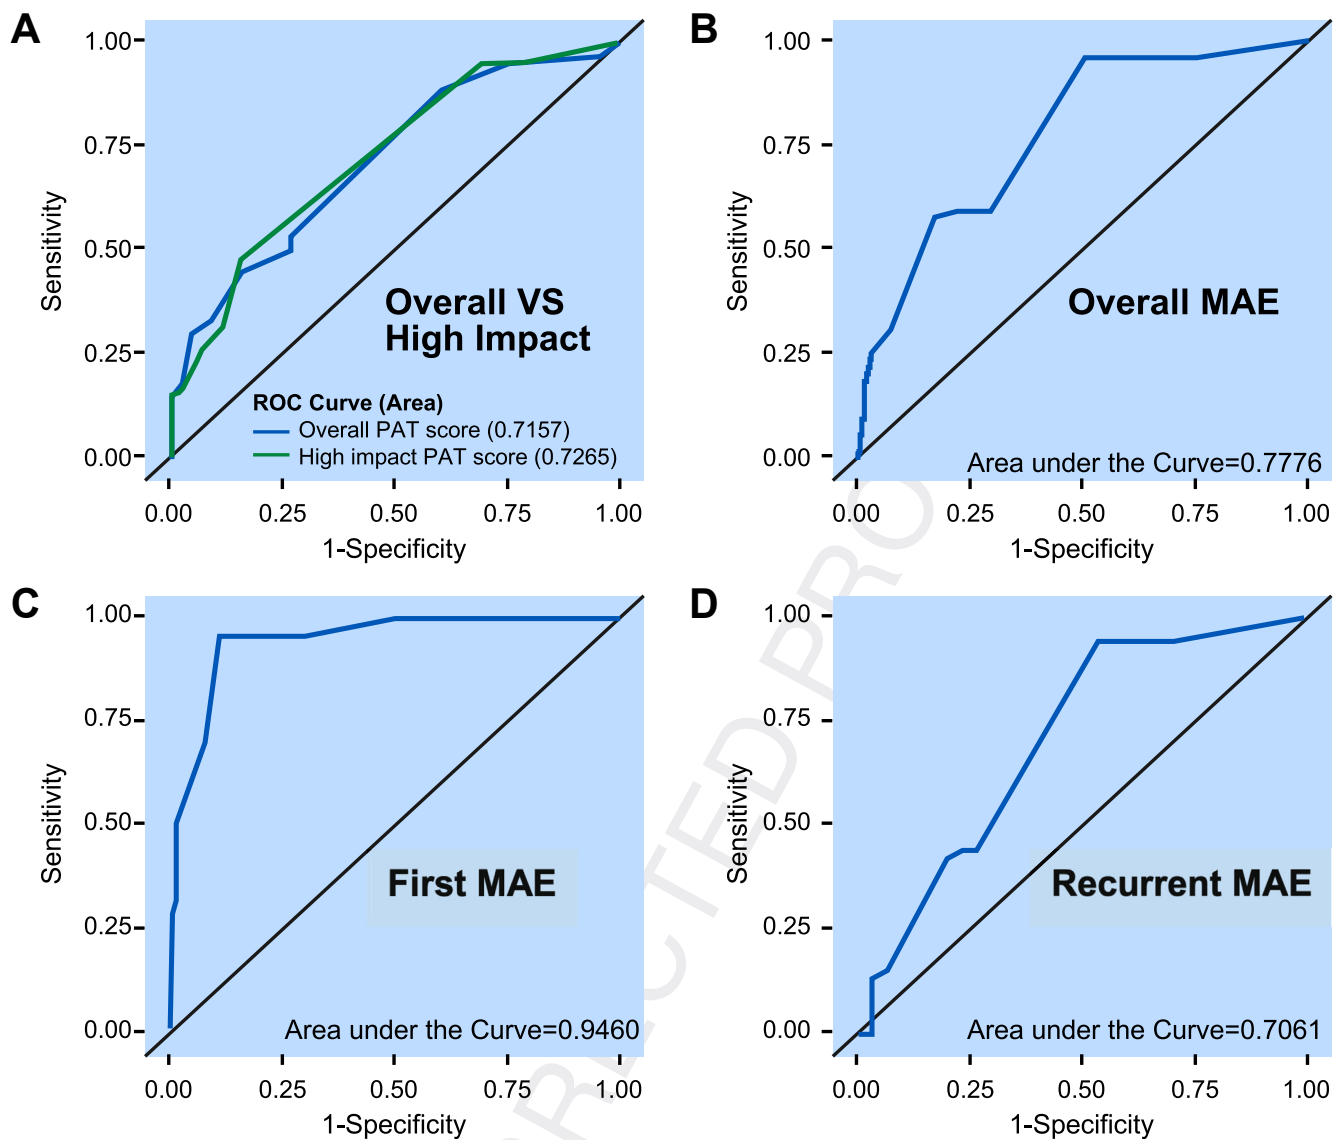 A
1.00
0.75
0.50
0.25
0.00
Sensitivity
Overall VS
High Impact
ROC Curve (Area)
Overall PAT score (0.7157)
High impact PAT score (0.7265)
0.00 0.25 0.50 0.75 1.00
1-Specificity
B
1.00
0.75
0.50
0.25
0.00
Sensitivity
Overall MAE
Area under the Curve=0.7776
0.00 0.25 0.50 0.75 1.00
1-Specificity
C
1.00
0.75
0.50
0.25
0.00
Sensitivity
First MAE
Area under the Curve=0.9460
0.00 0.25 0.50 0.75 1.00
1-Specificity
D
1.00
0.75
0.50
0.25
0.00
Sensitivity
Recurrent MAE
Area under the Curve=0.7061
0.00 0.25 0.50 0.75 1.00
1-Specificity
RECTED PRO